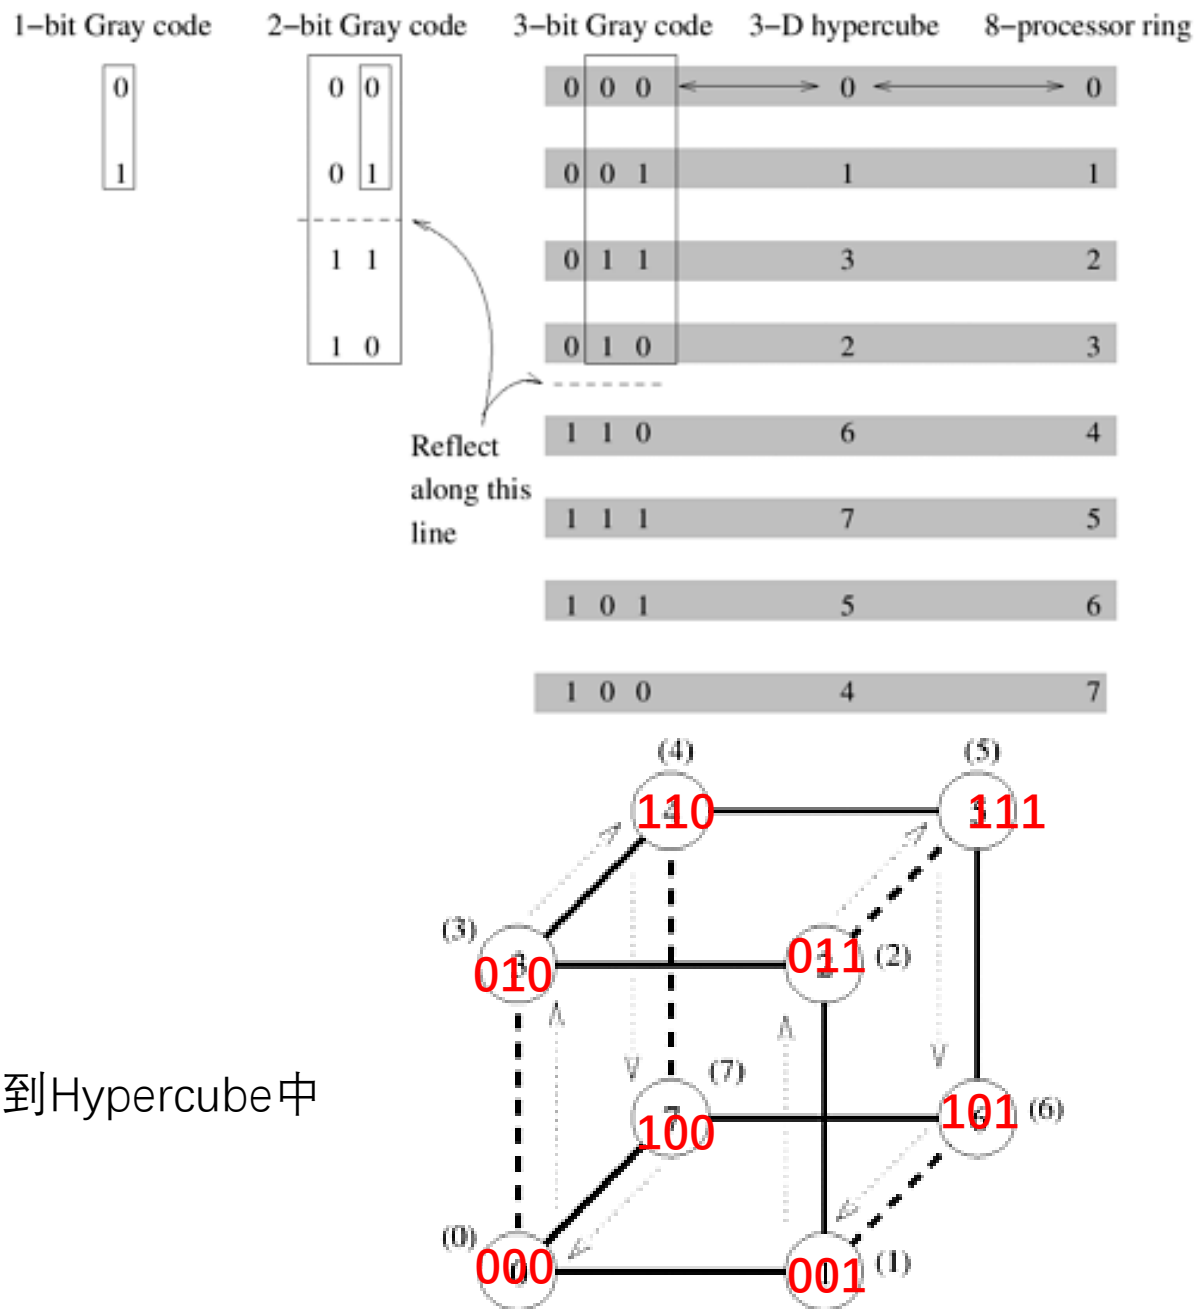 1-bit Gray code 2-bit Gray code 3-bit Gray code 3-D hypercube 8-processor ring
0 0 0 0 0 0 0 0
1 0 1 0 0 1 1 1
1 1 0 1 1 3 2
1 0 0 1 0 2 3
Reflect
along this
line
1 1 0 6 4
1 1 1 7 5
1 0 1 5 6
1 0 0 4 7
(4) (5)
110 111
(3) 010 011 (2)
(7)
到Hypercube中
100 101 (6)
(0) 000 001 (1)